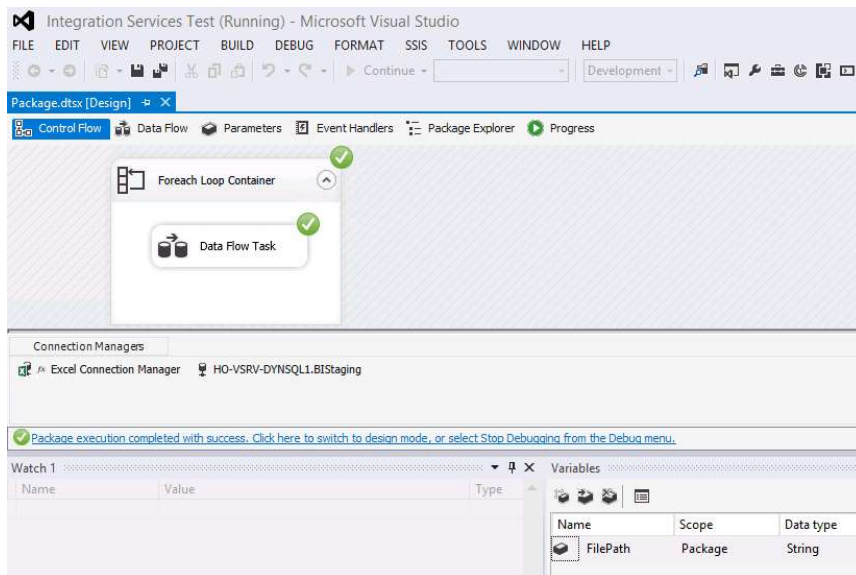 Integration Services Test (Running) - Microsoft Visual Studio
FILE EDIT VIEW PROJECT BUILD DEBUG FORMAT SSIS TOOLS WINDOW HELP
Continue Development
Package.dtsx [Design]
Control Flow Data Flow Parameters Event Handlers Package Explorer Progress
Foreach Loop Container
Data Flow Task
Connection Managers
fx Excel Connection Manager HO-VSRV-DYNSQL1.BIStaging
Package execution completed with success. Click here to switch to design mode, or select Stop Debugging from the Debug menu.
Watch 1 Variables
Name Value Type
Name Scope Data type
FilePath Package String